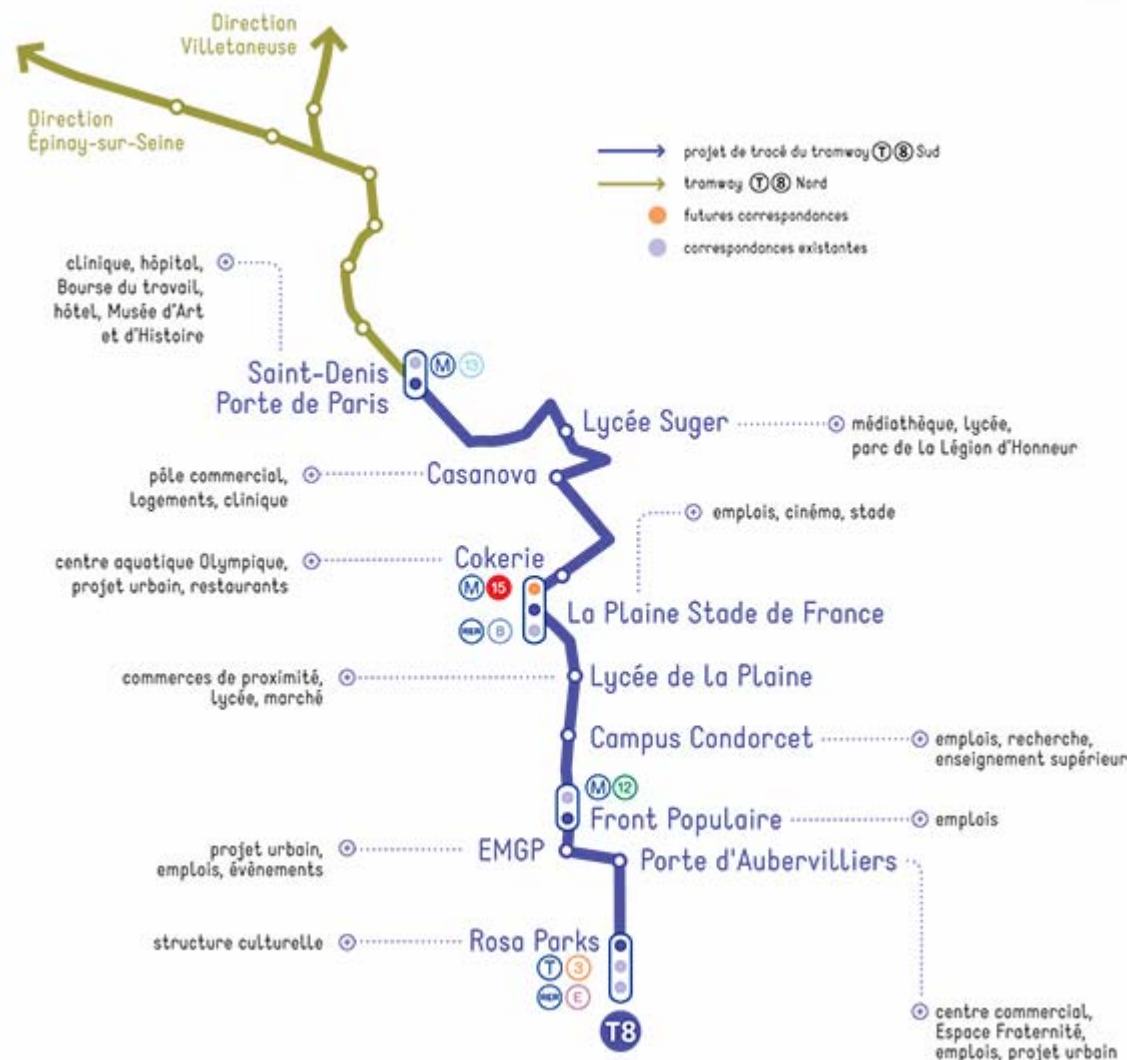 Direction
Villetaneuse
Direction
Épinay-sur-Seine
projet de tracé du tramway T 8 Sud
tramway T 8 Nord
futures correspondances
correspondances existantes
clinique, hôpital,
Bourse du travail,
hôtel, Musée d'Art
et d'Histoire
Saint-Denis
Porte de Paris
M 13
Lycée Suger
médiathèque, lycée,
parc de la Légion d'Honneur
Casanova
pôle commercial,
logements, clinique
emplois, cinéma, stade
Cokerie
centre aquatique Olympique,
projet urbain, restaurants
M 15
RER B
La Plaine Stade de France
Lycée de la Plaine
commerces de proximité,
lycée, marché
Campus Condorcet
emplois, recherche,
enseignement supérieur
M 12
Front Populaire
emplois
EMGP
projet urbain,
emplois, évènements
Porte d'Aubervilliers
Rosa Parks
structure culturelle
T 3
RER E
T8
centre commercial,
Espace Fraternité,
emplois, projet urbain